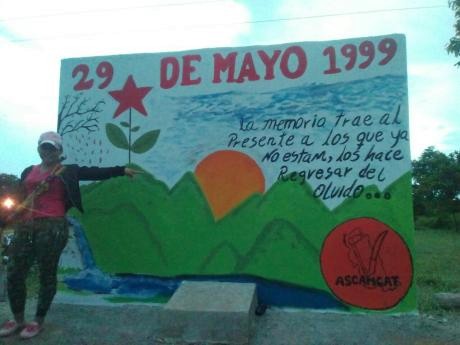 29 DE MAYO 1999
La memoria trae al
Presente a los que ya
No estam, los hace
Regresar del
olvido...
ASCAMCAT